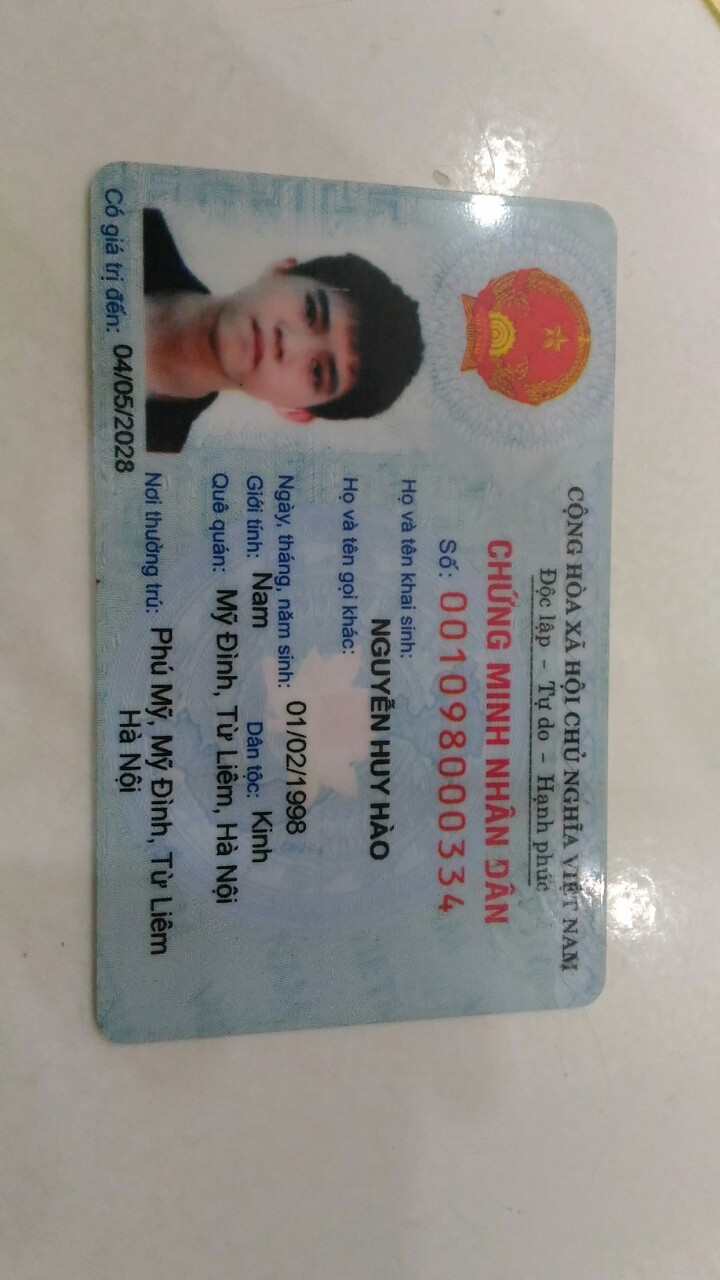 CỘNG HÒA XÃ HỘI CHỦ NGHĨA VIỆT NAM
Độc lập - Tự do - Hạnh phúc
CHỨNG MINH NHÂN DÂN
Số: 001098000334
Họ và tên khai sinh:
NGUYỄN HUY HÀO
Họ và tên gọi khác:
Ngày, tháng, năm sinh: 01/02/1998
Giới tính: Nam Dân tộc: Kinh
Quê quán: Mỹ Đình, Từ Liêm, Hà Nội
Nơi thường trú: Phú Mỹ, Mỹ Đình, Từ Liêm
Hà Nội
Có giá trị đến: 04/05/2028